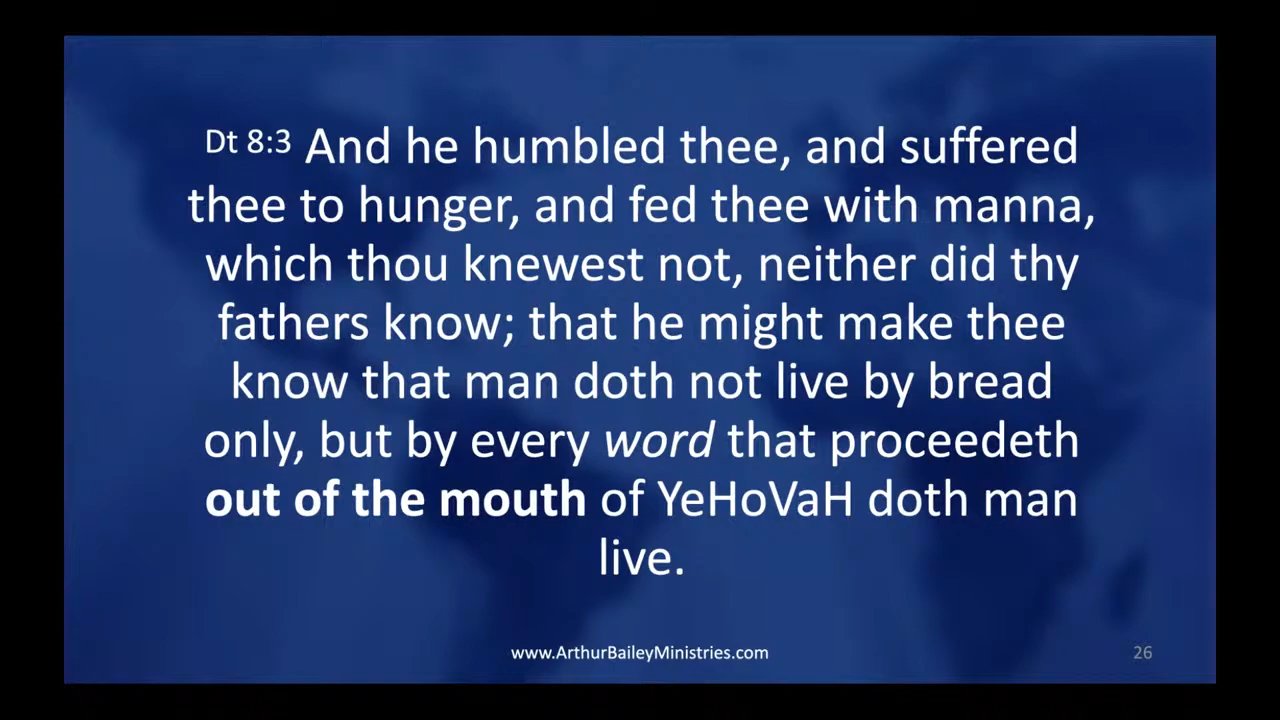 Dt 8:3 And he humbled thee, and suffered
thee to hunger, and fed thee with manna,
which thou knewest not, neither did thy
fathers know; that he might make thee
know that man doth not live by bread
only, but by every word that proceedeth
out of the mouth of YeHoVaH doth man
live.
www.ArthurBaileyMinistries.com
26